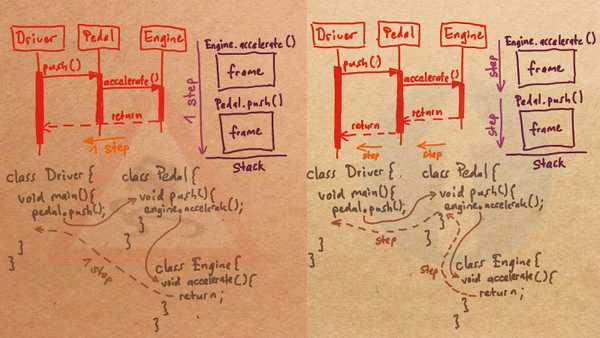 Driver
Pedal
Engine
push()
accelerate()
return
1 step
1 step
Engine.accelerate()
frame
Pedal.push()
frame
Stack
class Driver {
void main(){
pedal.push();
}
}
class Pedal {
void push(){
engine.accelerate();
}
}
class Engine {
void accelerate(){
return;
}
}
1 step
Driver
Pedal
Engine
push()
accelerate()
return
return
step
step
Engine.accelerate()
frame
step
Pedal.push()
frame
step
Stack
class Driver {
void main(){
pedal.push();
}
}
class Pedal {
void push(){
engine.accelerate();
}
}
class Engine {
void accelerate(){
return;
}
}
step
step